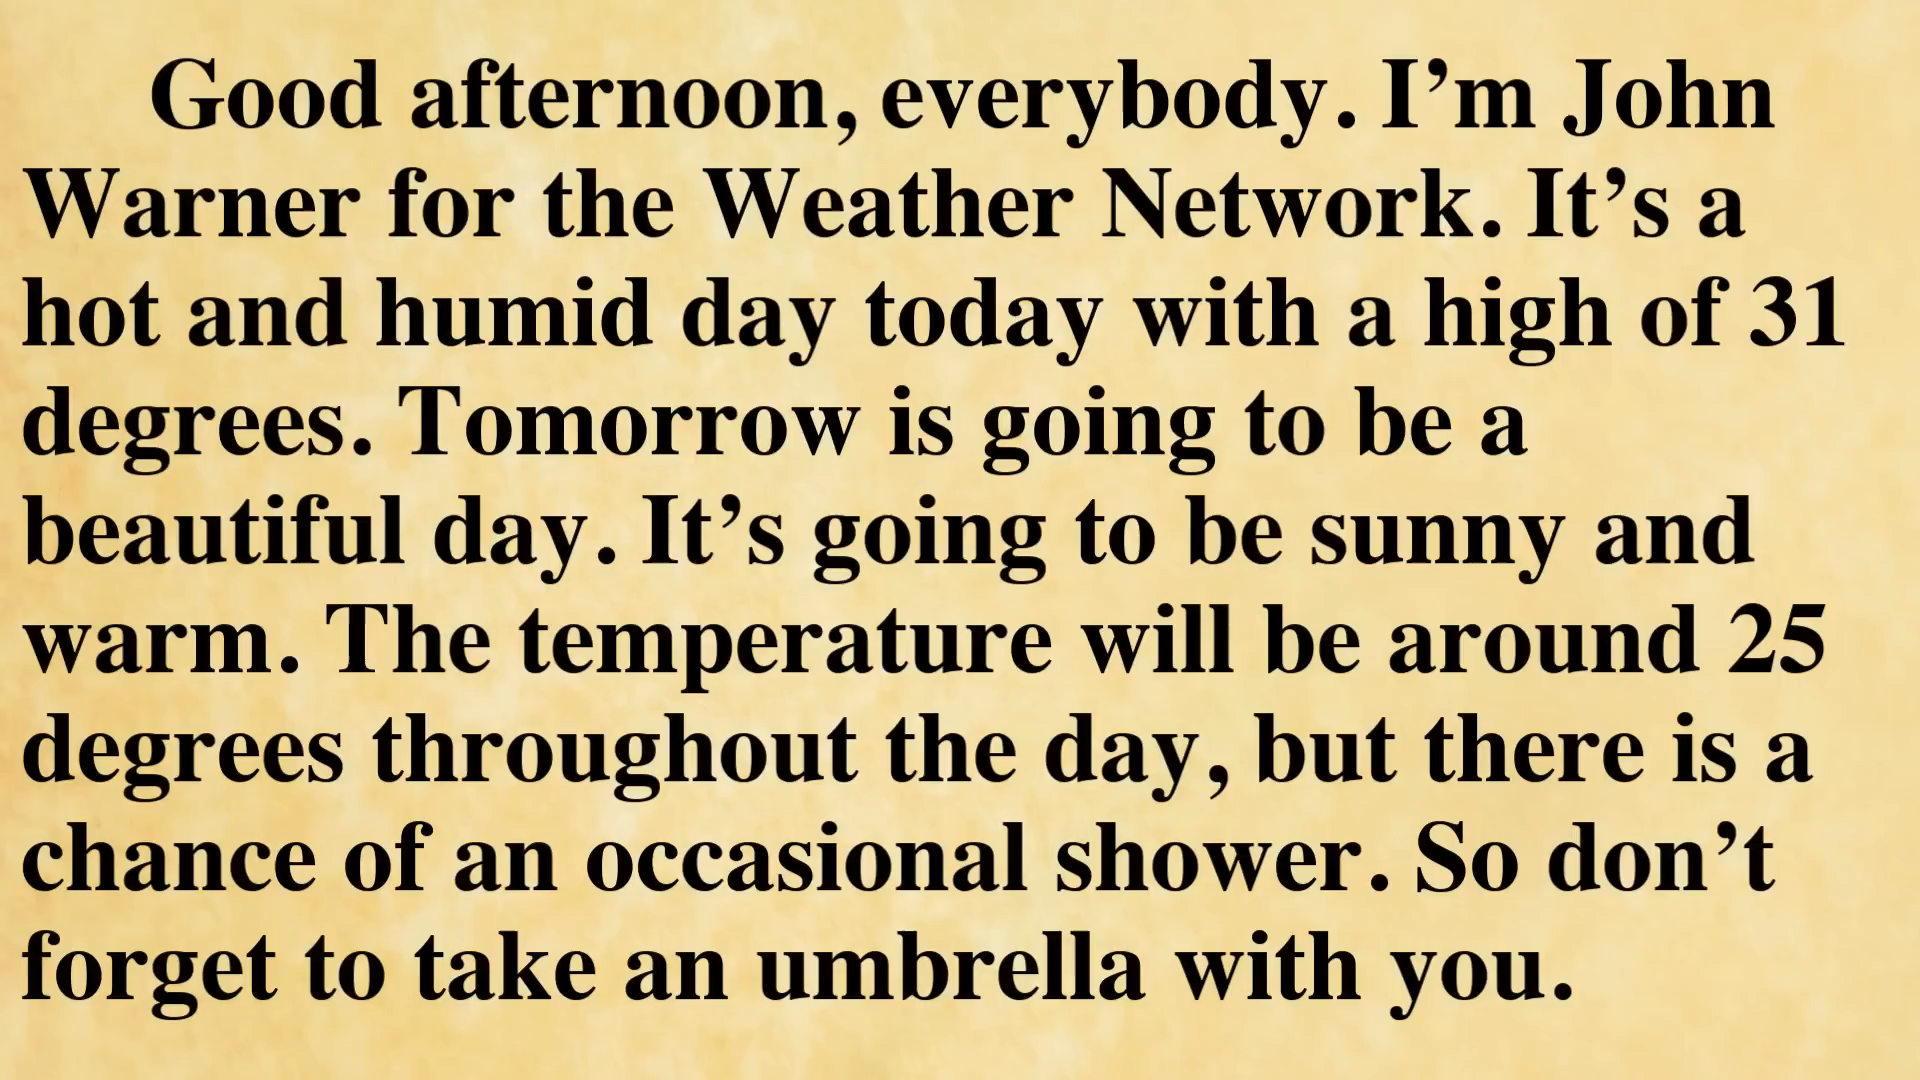 Good afternoon, everybody. I’m John
Warner for the Weather Network. It’s a
hot and humid day today with a high of 31
degrees. Tomorrow is going to be a
beautiful day. It’s going to be sunny and
warm. The temperature will be around 25
degrees throughout the day, but there is a
chance of an occasional shower. So don’t
forget to take an umbrella with you.